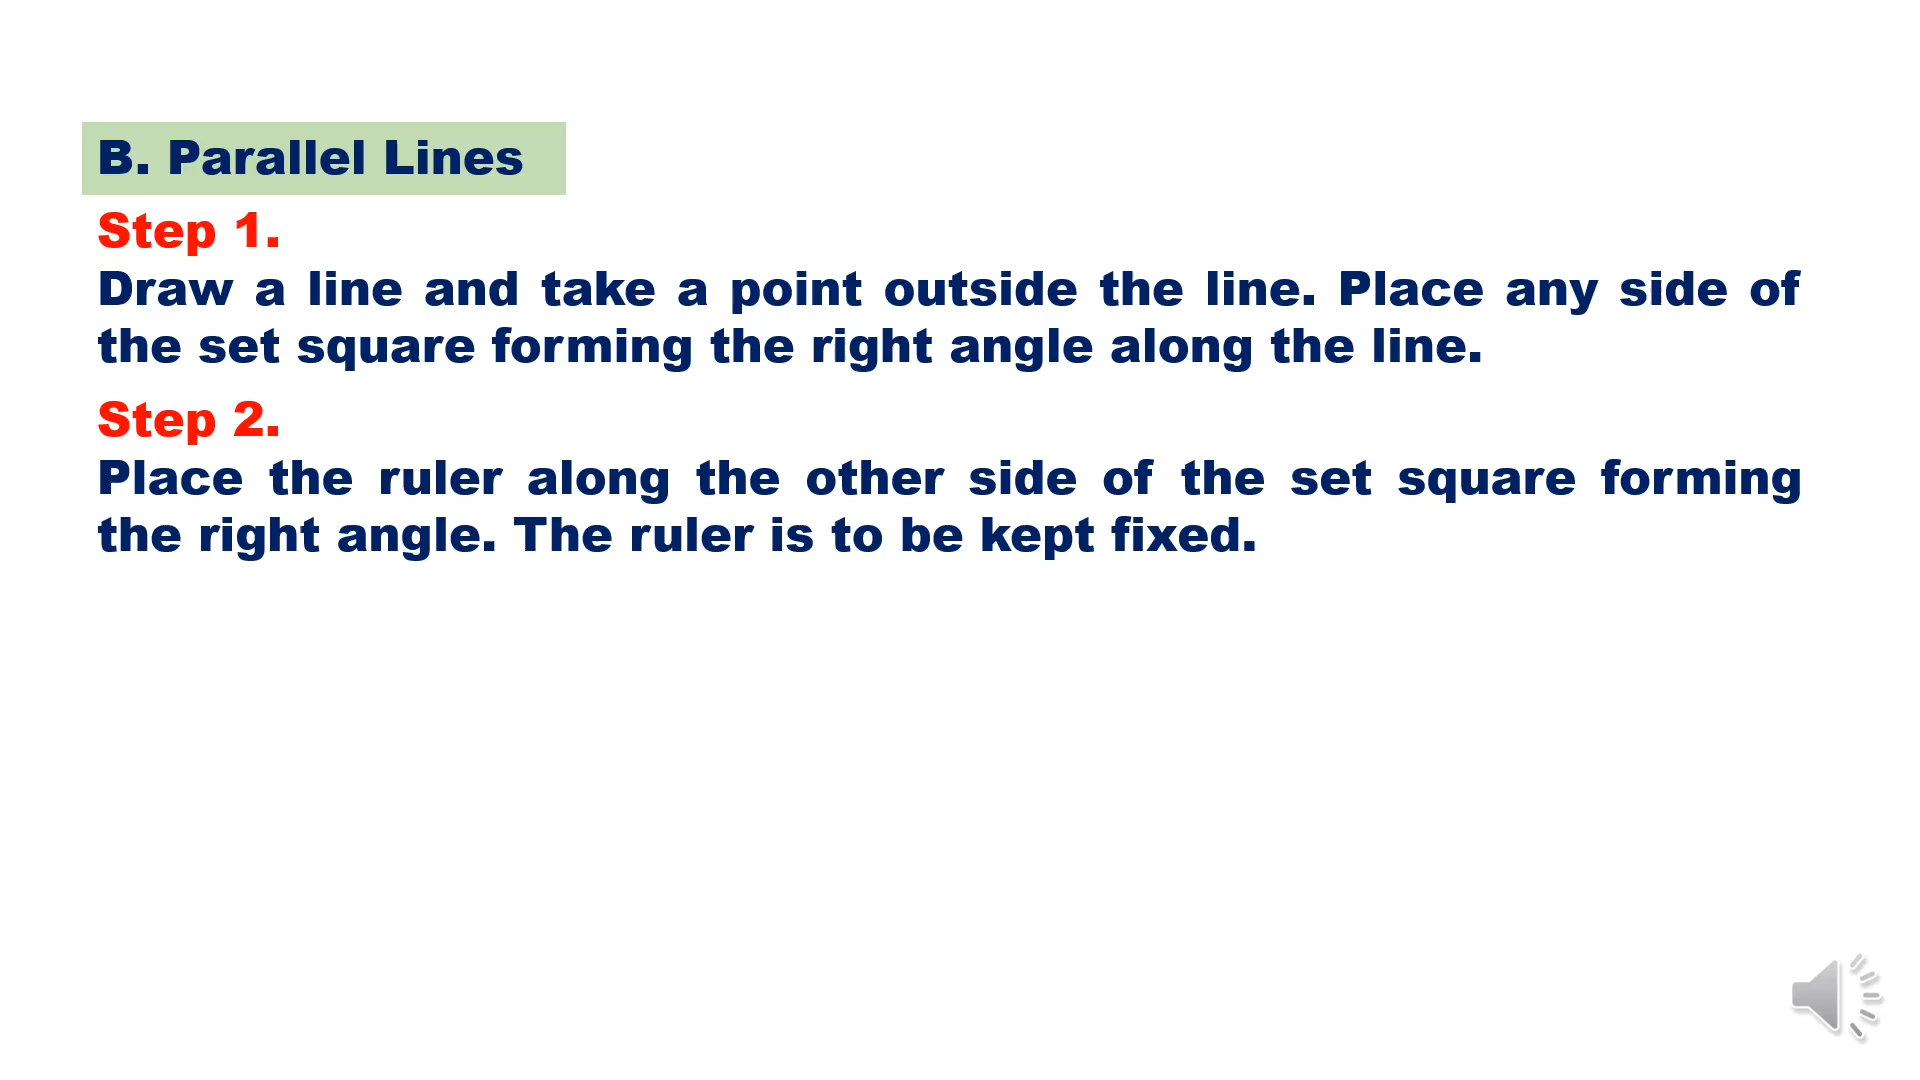 B. Parallel Lines
Step 1.
Draw a line and take a point outside the line. Place any side of
the set square forming the right angle along the line.
Step 2.
Place the ruler along the other side of the set square forming
the right angle. The ruler is to be kept fixed.